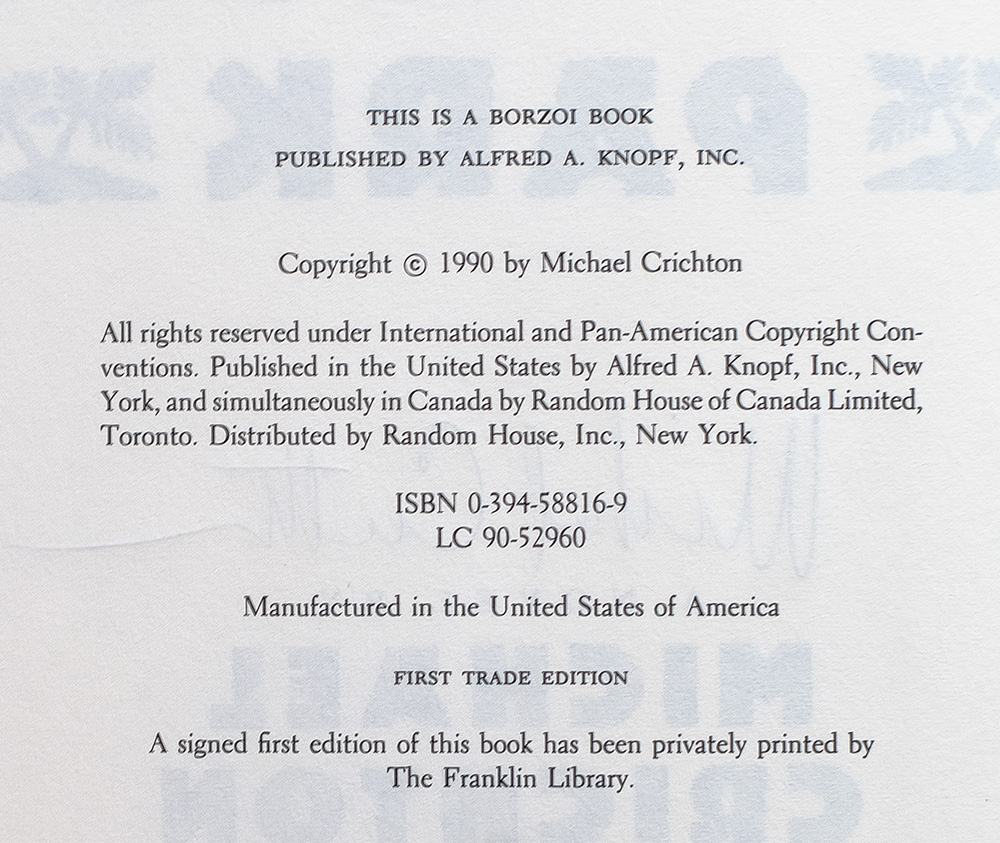 THIS IS A BORZOI BOOK
PUBLISHED BY ALFRED A. KNOPF, INC.
Copyright © 1990 by Michael Crichton
All rights reserved under International and Pan-American Copyright Con-
ventions. Published in the United States by Alfred A. Knopf, Inc., New
York, and simultaneously in Canada by Random House of Canada Limited,
Toronto. Distributed by Random House, Inc., New York.
ISBN 0-394-58816-9
LC 90-52960
Manufactured in the United States of America
FIRST TRADE EDITION
A signed first edition of this book has been privately printed by
The Franklin Library.